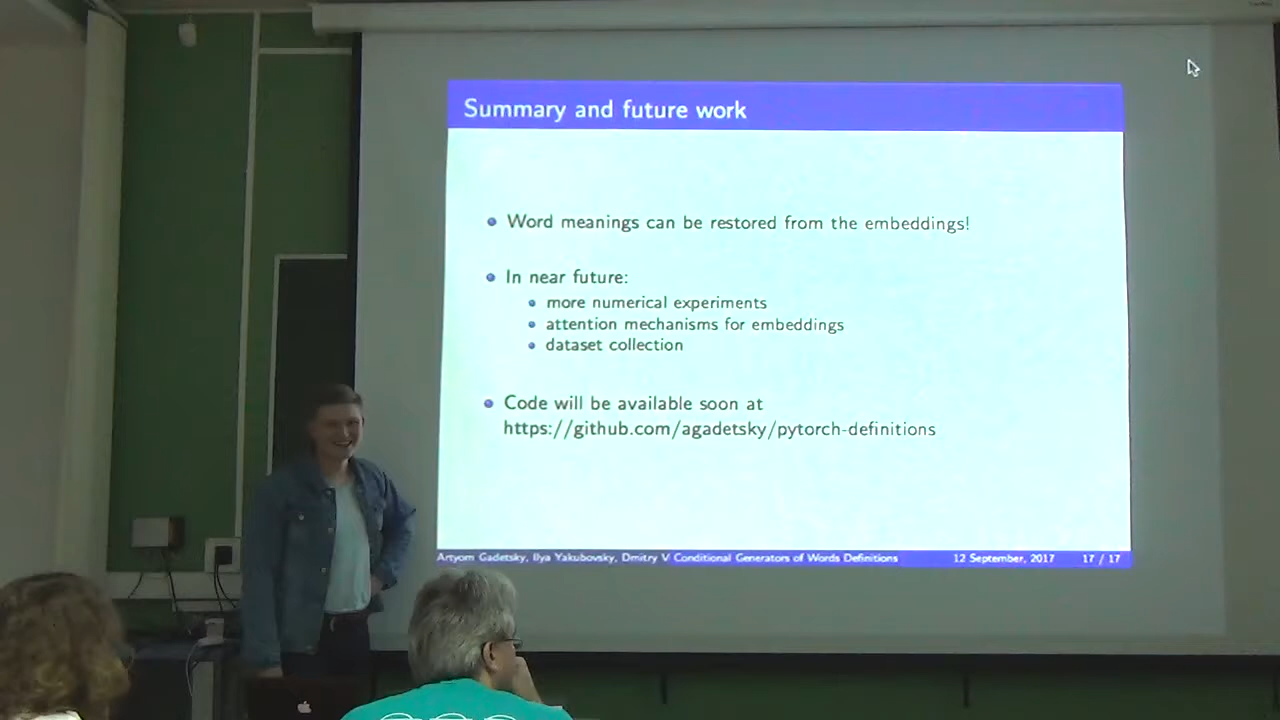 Summary and future work
Word meanings can be restored from the embeddings!
In near future:
more numerical experiments
attention mechanisms for embeddings
dataset collection
Code will be available soon at
https://github.com/agadetsky/pytorch-definitions
Artyom Gadetsky, Ilya Yakubovsky, Dmitry V Conditional Generators of Words Definitions 12 September, 2017 17 / 17